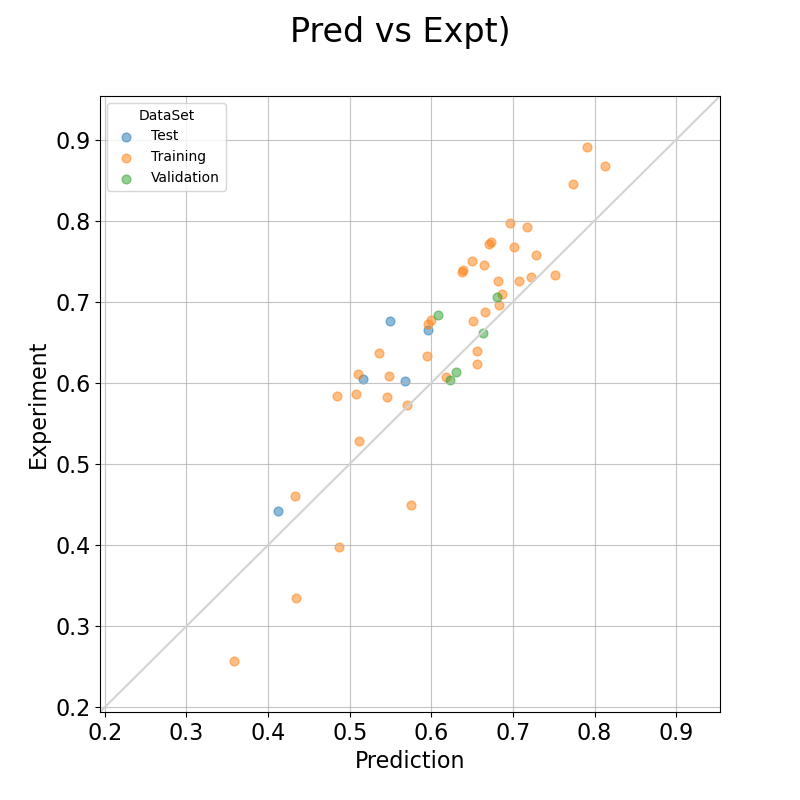 Pred vs Expt)
DataSet
Test
Training
Validation
0.9
0.8
0.7
0.6
0.5
0.4
0.3
0.2
Experiment
0.2 0.3 0.4 0.5 0.6 0.7 0.8 0.9
Prediction